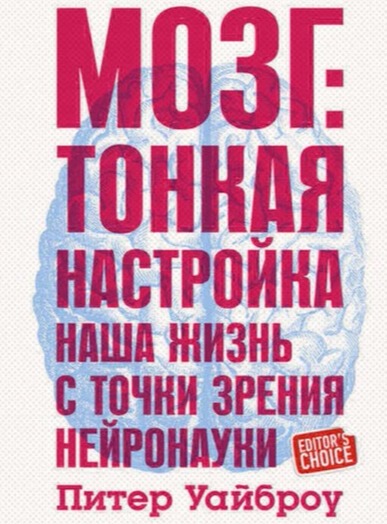 МОЗГ:
ТОНКАЯ
НАСТРОЙКА
НАША ЖИЗНЬ
С ТОЧКИ ЗРЕНИЯ
НЕЙРОНАУКИ
EDITOR'S
CHOICE
Питер Уайброу